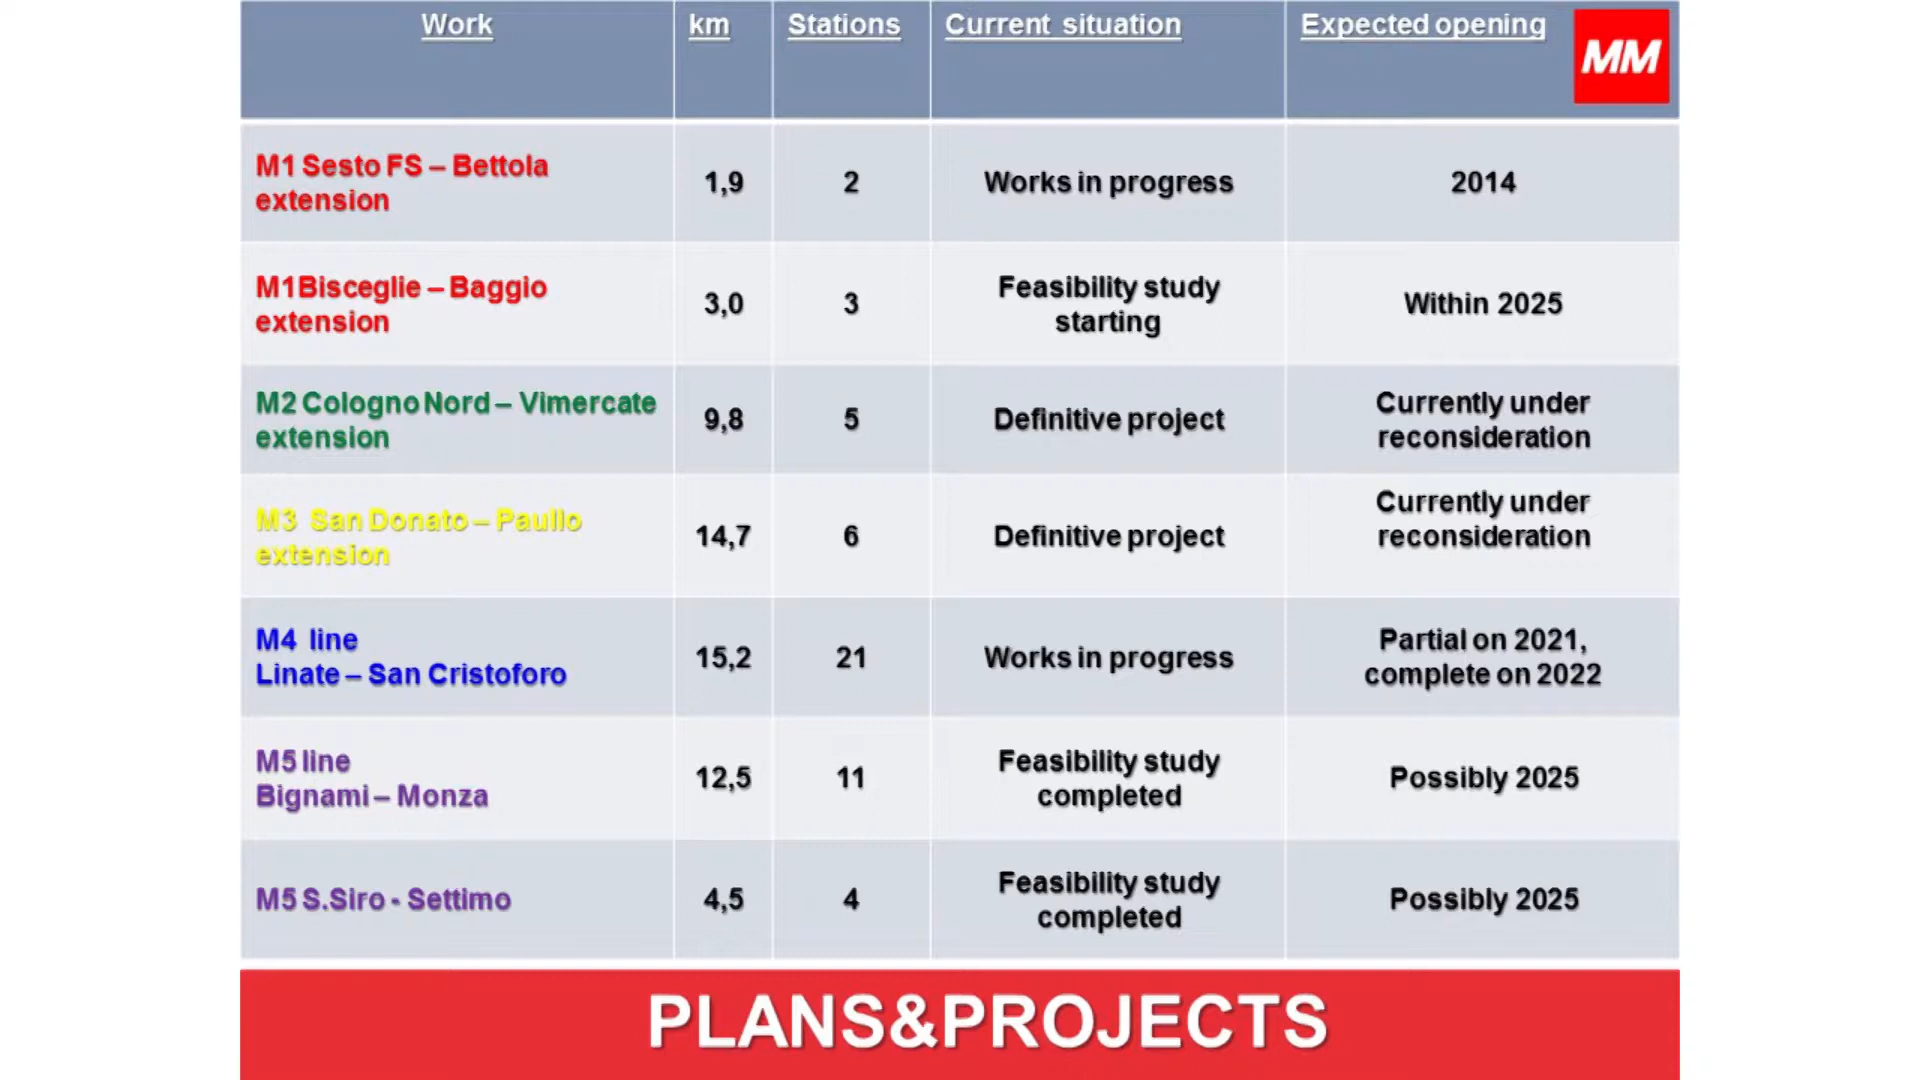 Work km Stations Current situation Expected opening
MM
M1 Sesto FS – Bettola
extension
1,9 2 Works in progress 2014
M1Bisceglie – Baggio
extension
3,0 3 Feasibility study
starting
Within 2025
M2 Cologno Nord – Vimercate
extension
9,8 5 Definitive project Currently under
reconsideration
M3 San Donato – Paullo
extension
14,7 6 Definitive project Currently under
reconsideration
M4 line
Linate – San Cristoforo
15,2 21 Works in progress Partial on 2021,
complete on 2022
M5 line
Bignami – Monza
12,5 11 Feasibility study
completed
Possibly 2025
M5 S.Siro - Settimo 4,5 4 Feasibility study
completed
Possibly 2025
PLANS&PROJECTS